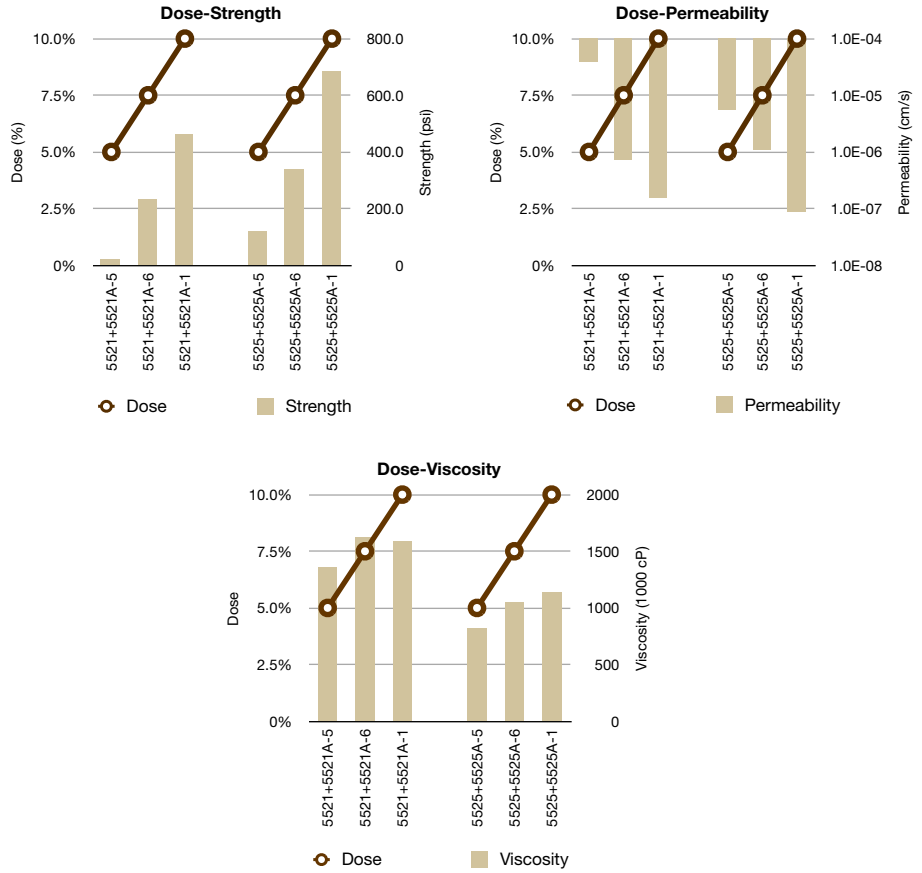 Dose-Strength
10.0%
7.5%
5.0%
2.5%
0%
Dose (%)
800.0
600.0
400.0
200.0
0
Strength (psi)
5521+5521A-5
5521+5521A-6
5521+5521A-1
5525+5525A-5
5525+5525A-6
5525+5525A-1
Dose
Strength
Dose-Permeability
10.0%
7.5%
5.0%
2.5%
0%
Dose (%)
1.0E-04
1.0E-05
1.0E-06
1.0E-07
1.0E-08
Permeability (cm/s)
5521+5521A-5
5521+5521A-6
5521+5521A-1
5525+5525A-5
5525+5525A-6
5525+5525A-1
Dose
Permeability
Dose-Viscosity
10.0%
7.5%
5.0%
2.5%
0%
Dose
2000
1500
1000
500
0
Viscosity (1000 cP)
5521+5521A-5
5521+5521A-6
5521+5521A-1
5525+5525A-5
5525+5525A-6
5525+5525A-1
Dose
Viscosity